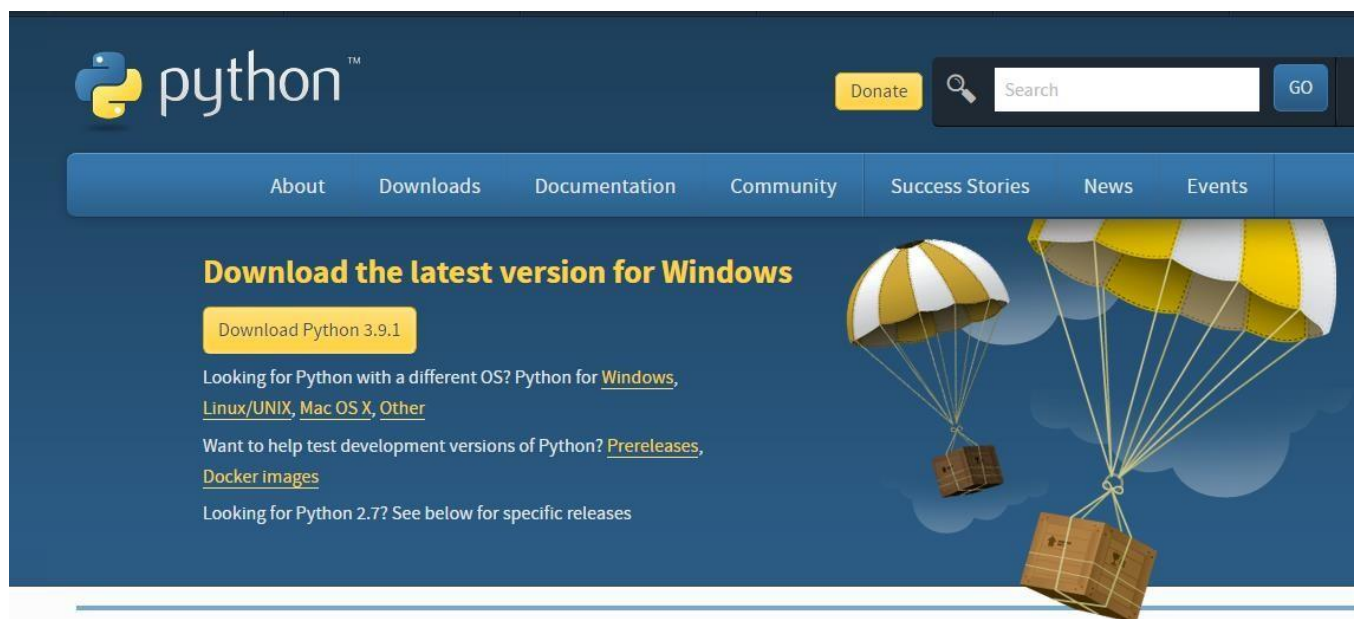 python™
Donate
Search
GO
About Downloads Documentation Community Success Stories News Events
Download the latest version for Windows
Download Python 3.9.1
Looking for Python with a different OS? Python for Windows,
Linux/UNIX, Mac OS X, Other
Want to help test development versions of Python? Prereleases,
Docker images
Looking for Python 2.7? See below for specific releases